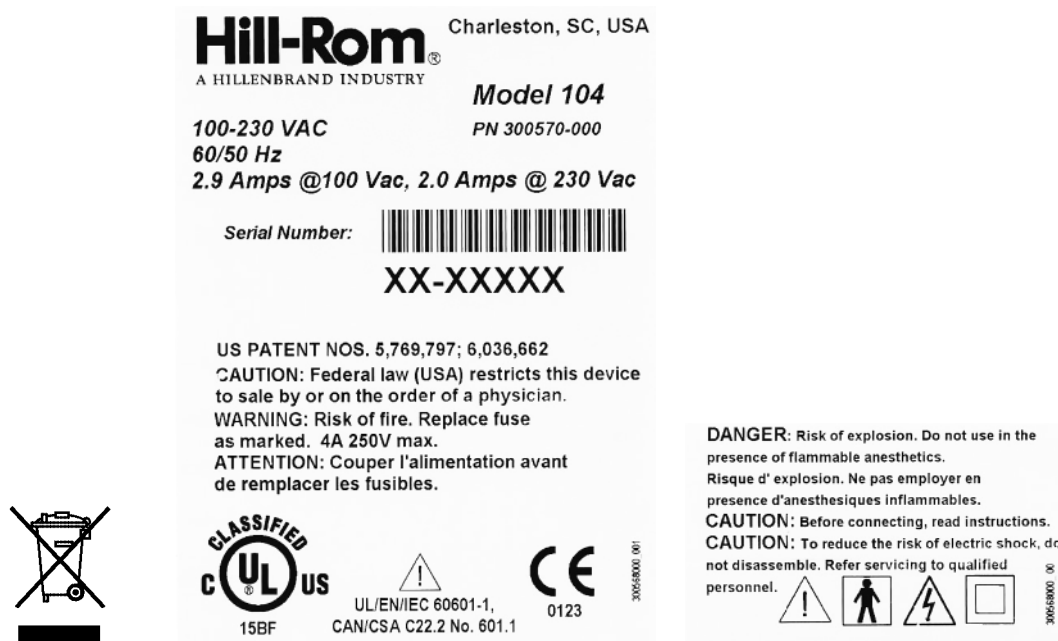 Hill-Rom®
Charleston, SC, USA
A HILLENBRAND INDUSTRY
Model 104
100-230 VAC
PN 300570-000
60/50 Hz
2.9 Amps @100 Vac, 2.0 Amps @ 230 Vac
Serial Number:
XX-XXXXX
US PATENT NOS. 5,769,797; 6,036,662
CAUTION: Federal law (USA) restricts this device
to sale by or on the order of a physician.
WARNING: Risk of fire. Replace fuse
as marked. 4A 250V max.
ATTENTION: Couper l'alimentation avant
de remplacer les fusibles.
CLASSIFIED
C UL® US
15BF
UL/EN/IEC 60601-1,
CAN/CSA C22.2 No. 601.1
CE
0123
300568000 001
DANGER: Risk of explosion. Do not use in the
presence of flammable anesthetics.
Risque d' explosion. Ne pas employer en
presence d'anesthesiques inflammables.
CAUTION: Before connecting, read instructions.
CAUTION: To reduce the risk of electric shock, do
not disassemble. Refer servicing to qualified
personnel.
300568000 00